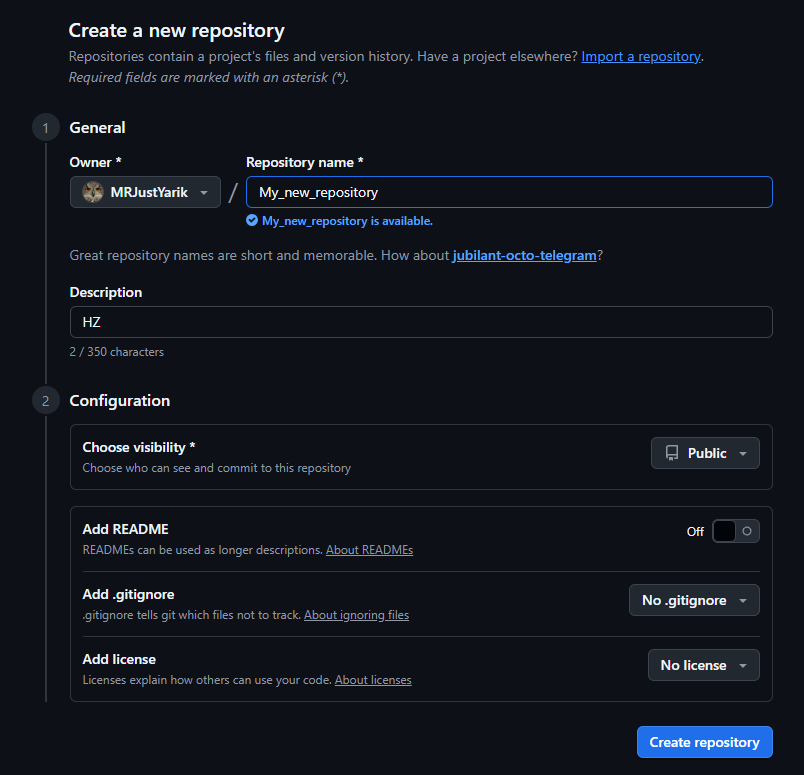 Create a new repository
Repositories contain a project's files and version history. Have a project elsewhere? Import a repository.
Required fields are marked with an asterisk (*).
1 General
Owner * Repository name *
MRJustYarik / My_new_repository
My_new_repository is available.
Great repository names are short and memorable. How about jubilant-octo-telegram?
Description
HZ
2 / 350 characters
2 Configuration
Choose visibility *
Public
Choose who can see and commit to this repository
Add README
Off
READMEs can be used as longer descriptions. About READMEs
Add .gitignore
No .gitignore
.gitignore tells git which files not to track. About ignoring files
Add license
No license
Licenses explain how others can use your code. About licenses
Create repository